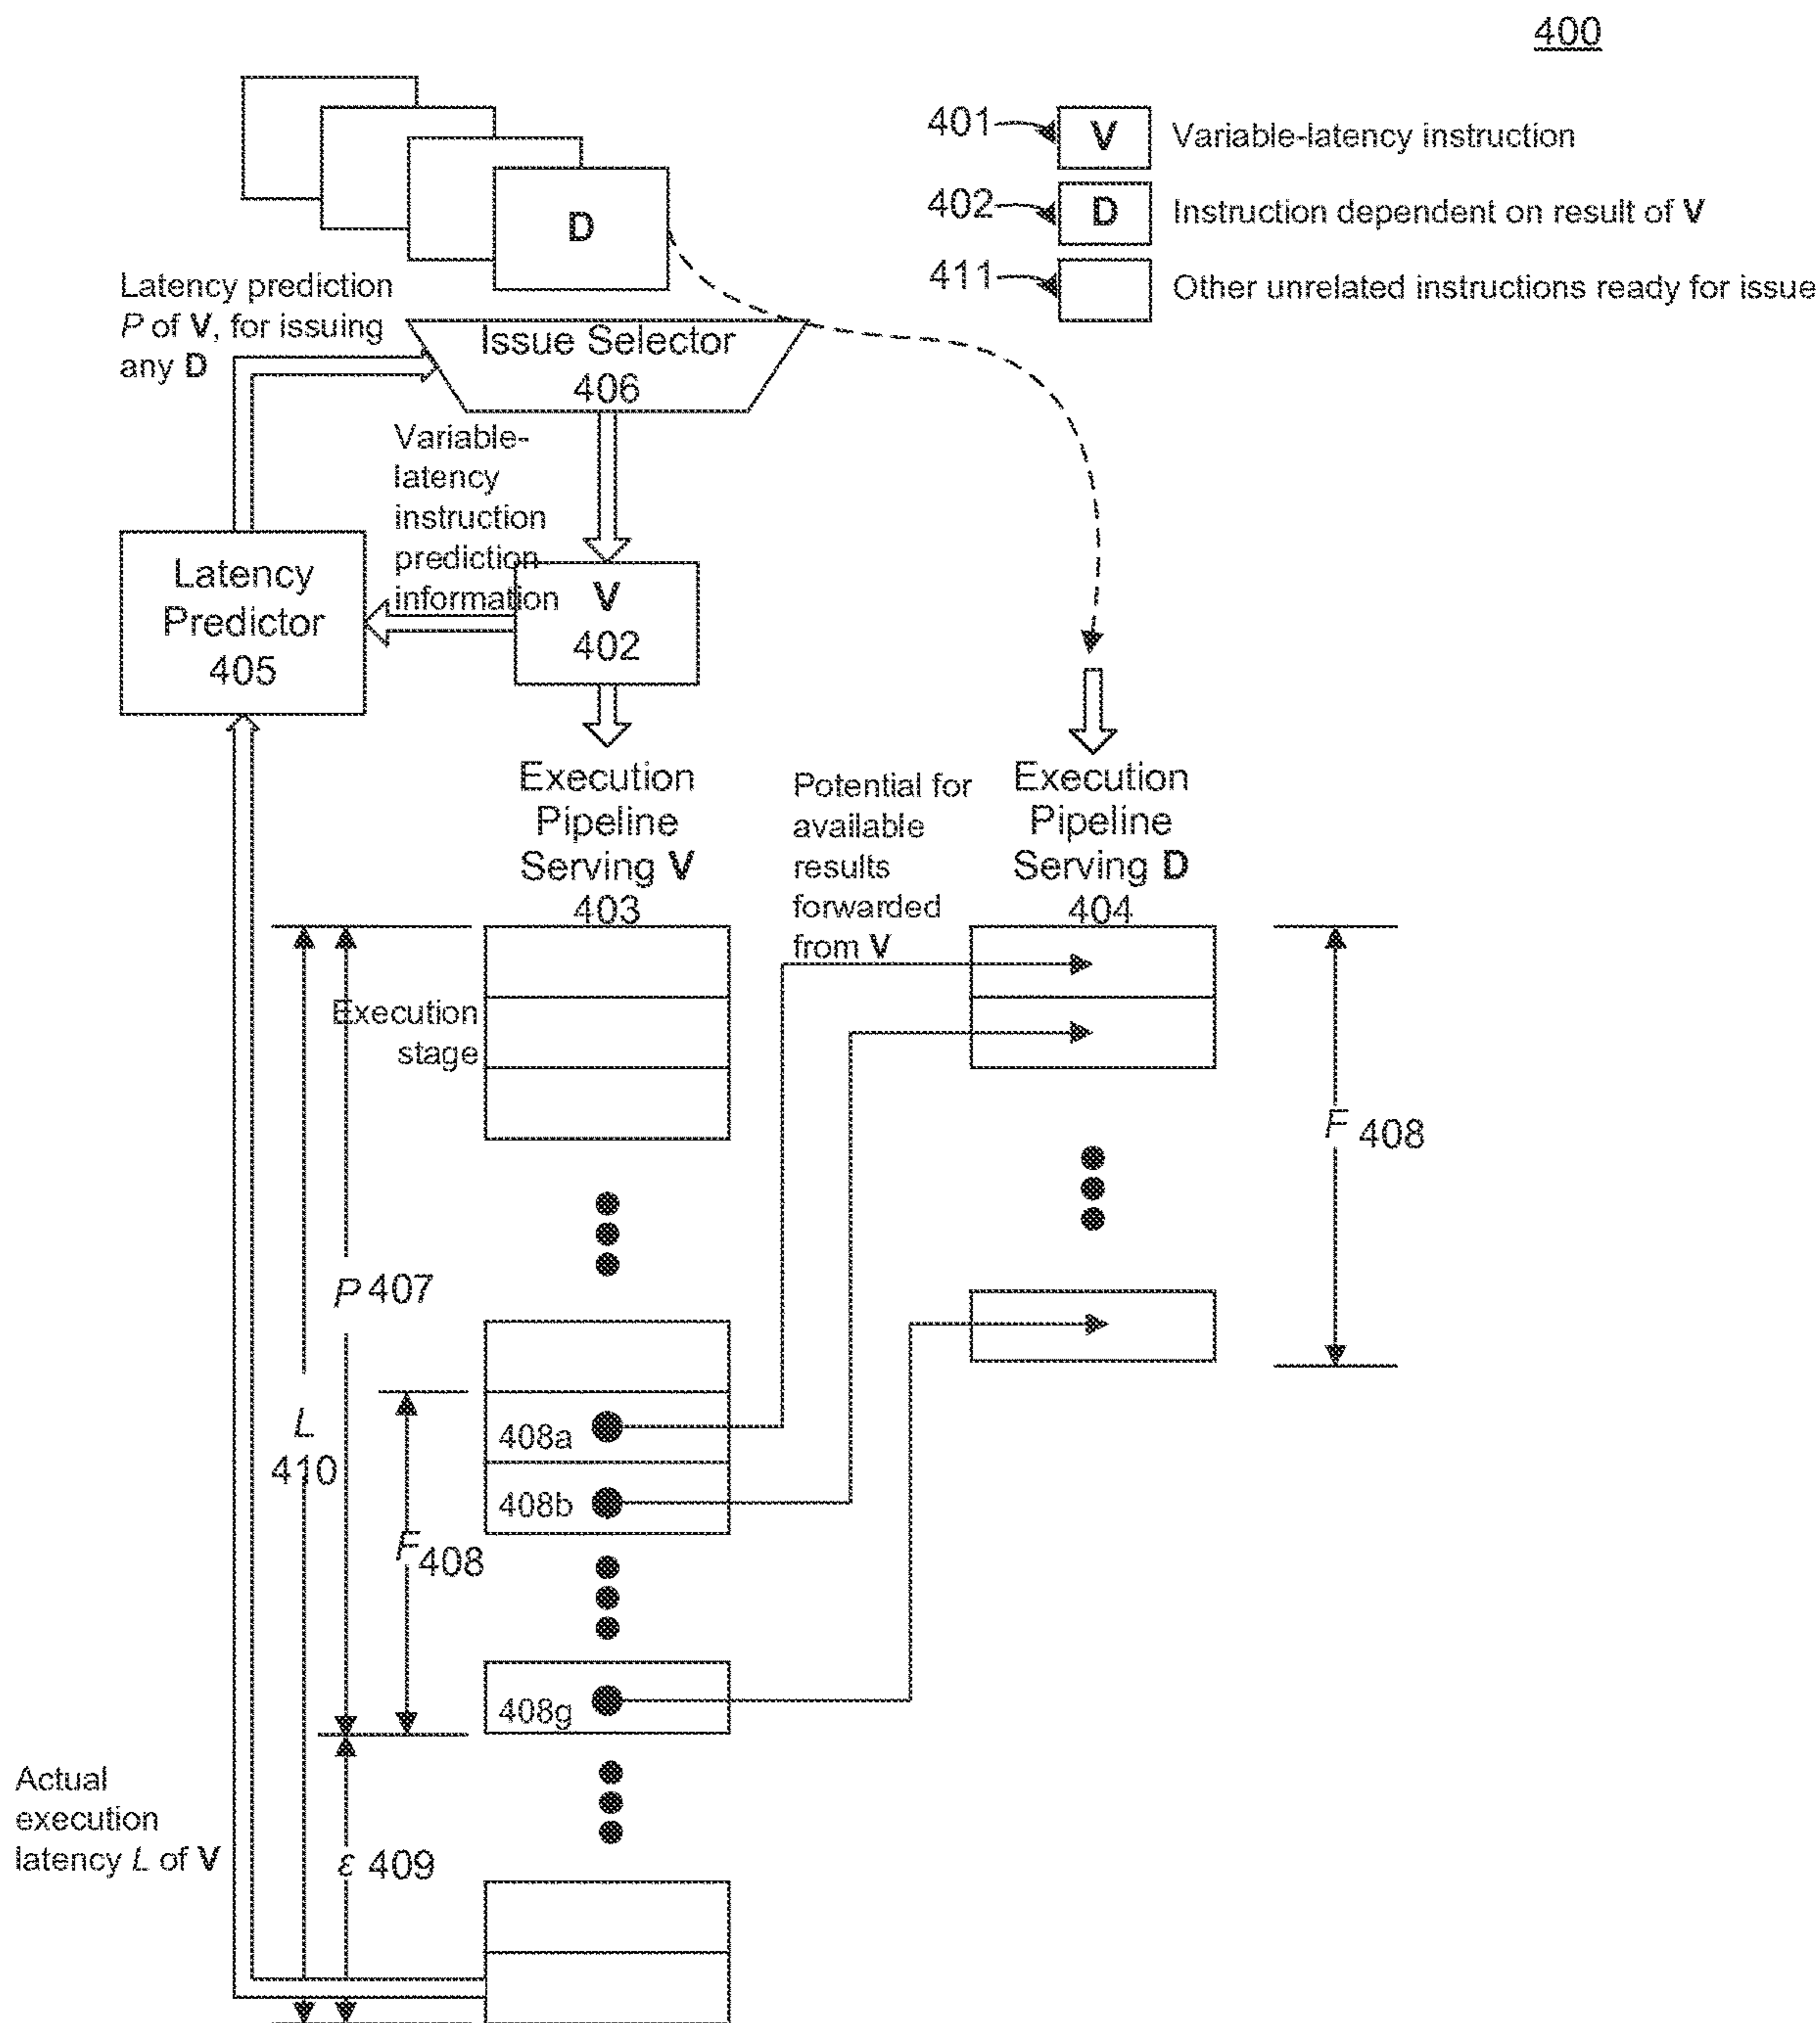 400
401
V
Variable-latency instruction
402
D
Instruction dependent on result of V
411
Other unrelated instructions ready for issue
D
Latency prediction
P of V, for issuing
any D
Issue Selector
406
Variable-
latency
instruction
prediction
information
Latency
Predictor
405
V
402
Execution
Pipeline
Serving V
403
Potential for
available
results
forwarded
from V
Execution
Pipeline
Serving D
404
Execution
stage
F 408
P 407
L
410
408a
408b
F 408
408g
Actual
execution
latency L of V
ε 409